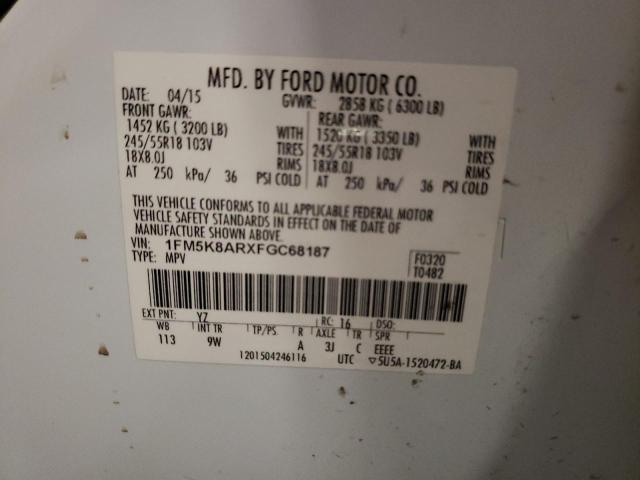 MFD. BY FORD MOTOR CO.
DATE: 04/15 GVWR: 2858 KG ( 6300 LB)
FRONT GAWR: REAR GAWR:
1452 KG ( 3200 LB) WITH 1520 KG ( 3350 LB) WITH
245/55R18 103V TIRES 245/55R18 103V TIRES
18X8.0J RIMS 18X8.0J RIMS
AT 250 kPa/ 36 PSI COLD AT 250 kPa/ 36 PSI COLD
THIS VEHICLE CONFORMS TO ALL APPLICABLE FEDERAL MOTOR
VEHICLE SAFETY STANDARDS IN EFFECT ON THE DATE OF
MANUFACTURE SHOWN ABOVE.
VIN: 1FM5K8ARXFGC68187
TYPE: MPV
F0320
T0482
EXT PNT: YZ RC: 16 DSO:
WB INT TR TP/PS R AXLE TR SPR
113 9W A 3J C EEEE
1201504246116 UTC ▽5U5A-1520472-BA